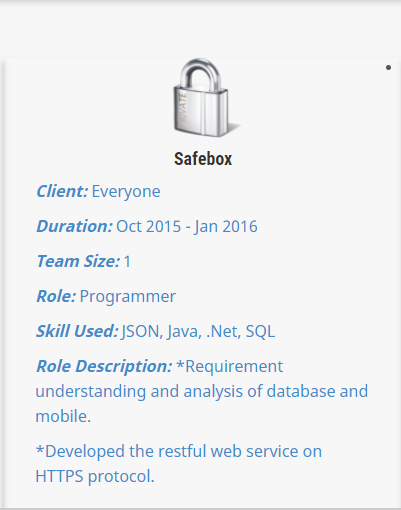 PRIVATE
Safebox
Client: Everyone
Duration: Oct 2015 - Jan 2016
Team Size: 1
Role: Programmer
Skill Used: JSON, Java, .Net, SQL
Role Description: *Requirement
understanding and analysis of database and
mobile.
*Developed the restful web service on
HTTPS protocol.